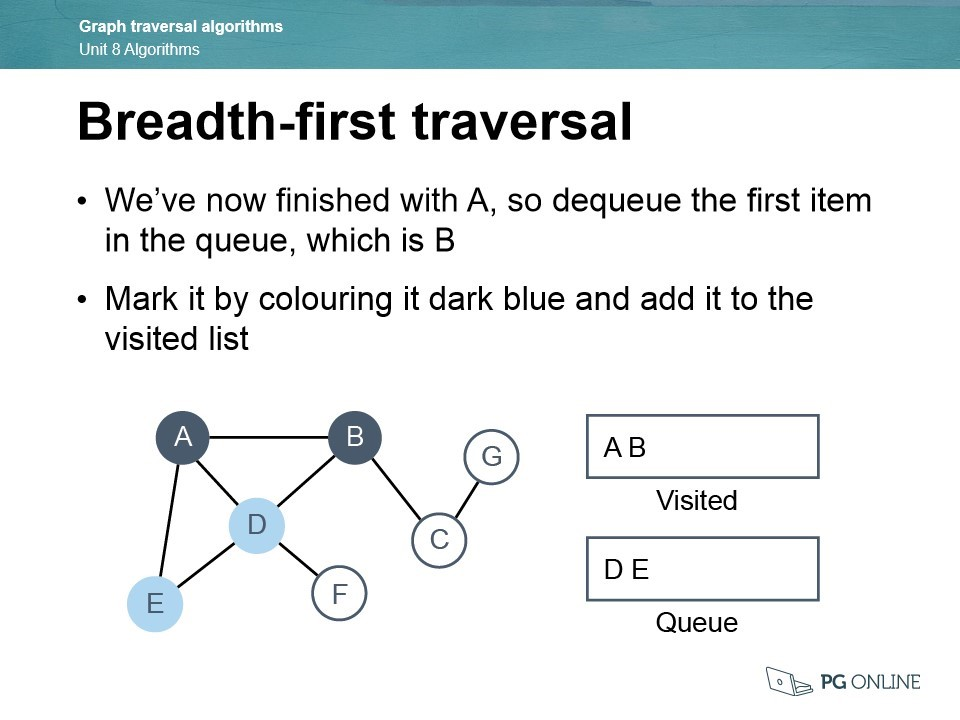 Graph traversal algorithms
Unit 8 Algorithms
Breadth-first traversal
• We’ve now finished with A, so dequeue the first item
in the queue, which is B
• Mark it by colouring it dark blue and add it to the
visited list
A
B
G
D
C
E
F
A B
Visited
D E
Queue
PG ONLINE